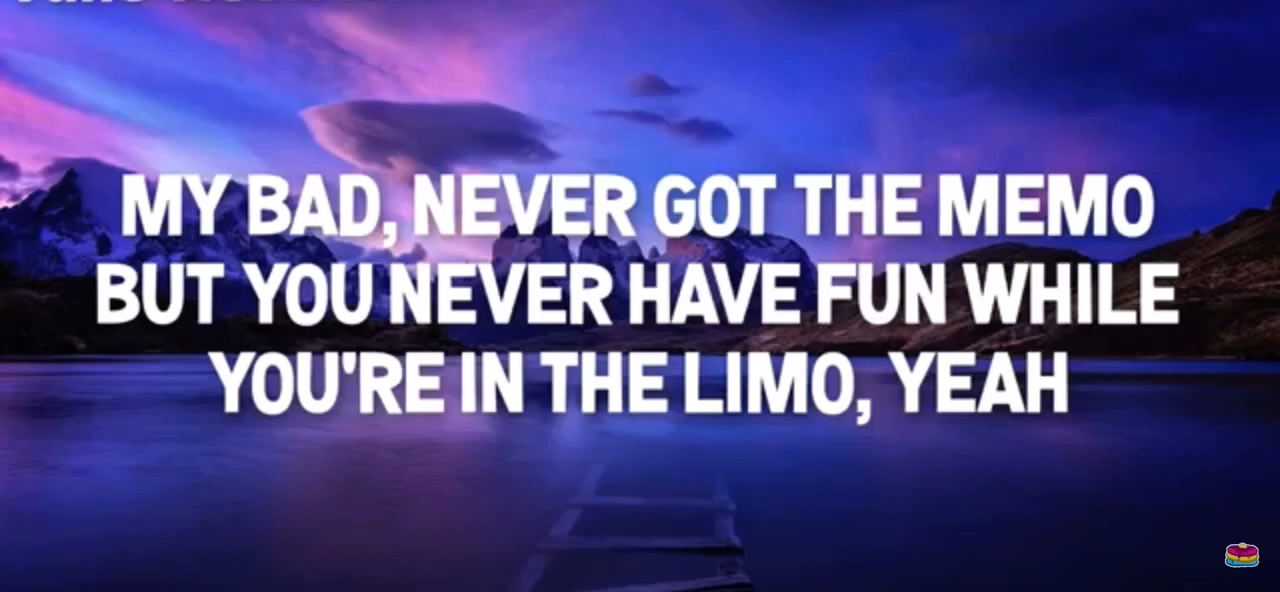 MY BAD, NEVER GOT THE MEMO
BUT YOU NEVER HAVE FUN WHILE
YOU'RE IN THE LIMO, YEAH